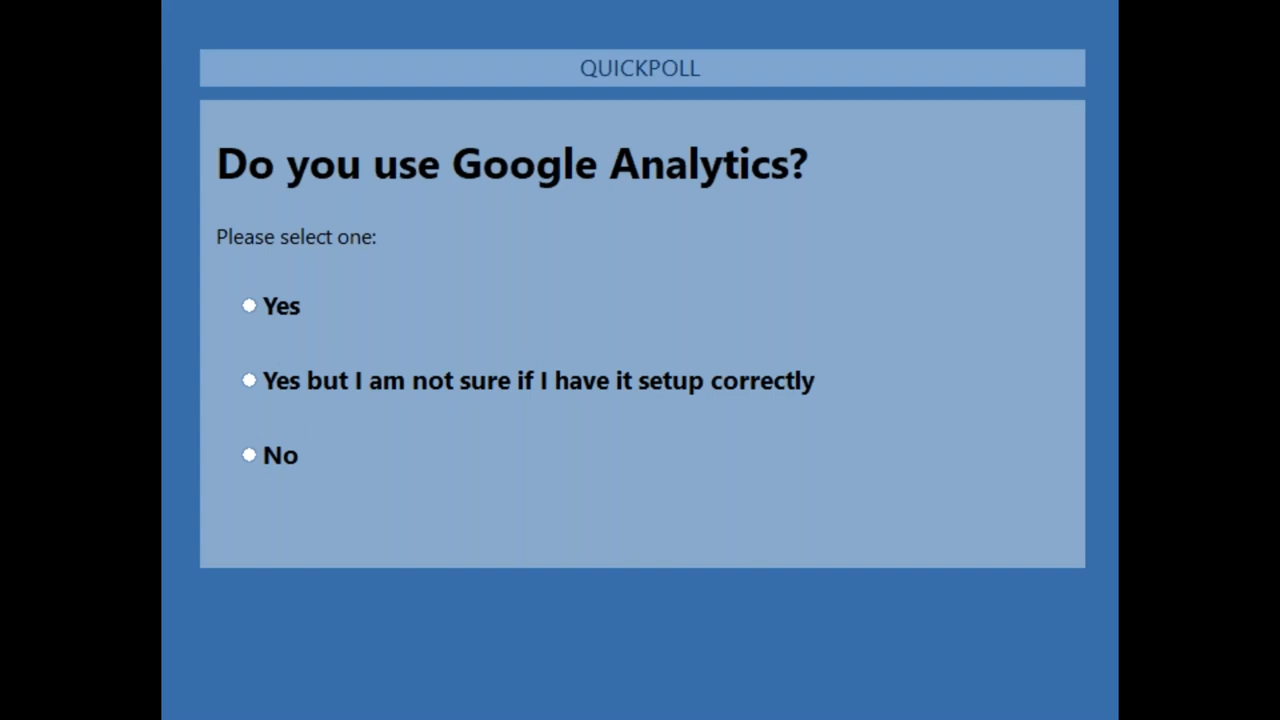 QUICKPOLL
Do you use Google Analytics?
Please select one:
Yes
Yes but I am not sure if I have it setup correctly
No